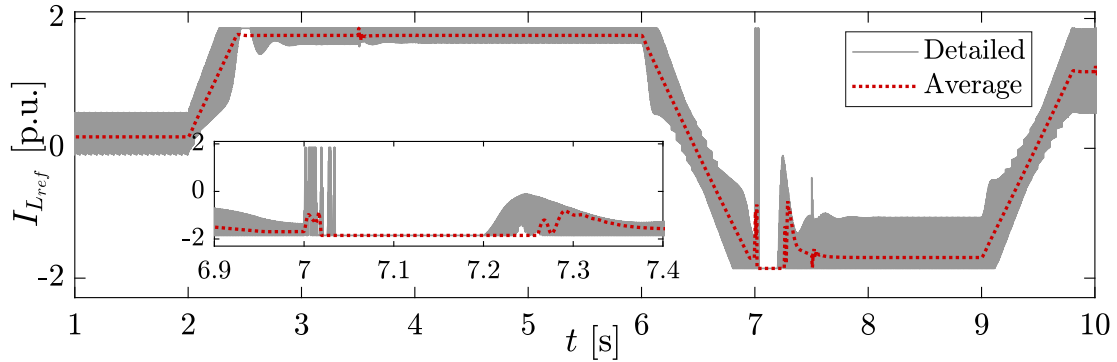 2
0
-2
I_{L_{ref}} [p.u.]
Detailed
Average
2
0
-2
6.9 7 7.1 7.2 7.3 7.4
1 2 3 4 5 6 7 8 9 10
t [s]